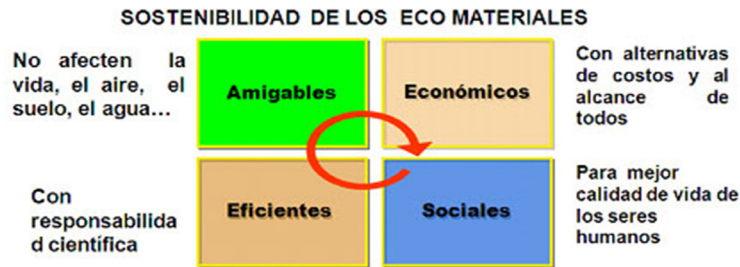 SOSTENIBILIDAD DE LOS ECO MATERIALES
No afecten la
vida, el aire, el
suelo, el agua...
Amigables
Económicos
Con alternativas
de costos y al
alcance de
todos
Con
responsabilida
d científica
Eficientes
Sociales
Para mejor
calidad de vida de
los seres
humanos